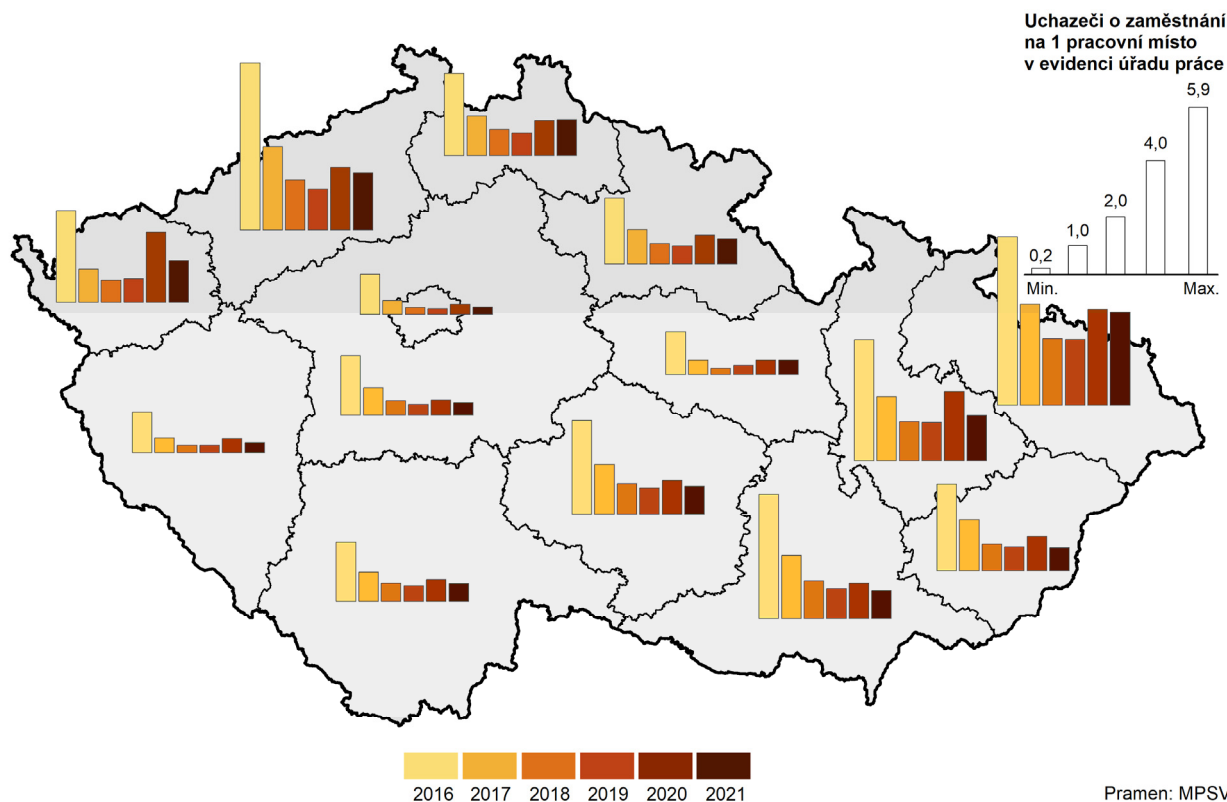 Uchazeči o zaměstnání
na 1 pracovní místo
v evidenci úřadu práce
5,9
4,0
2,0
1,0
0,2
Min.
Max.
2016
2017
2018
2019
2020
2021
Pramen: MPSV